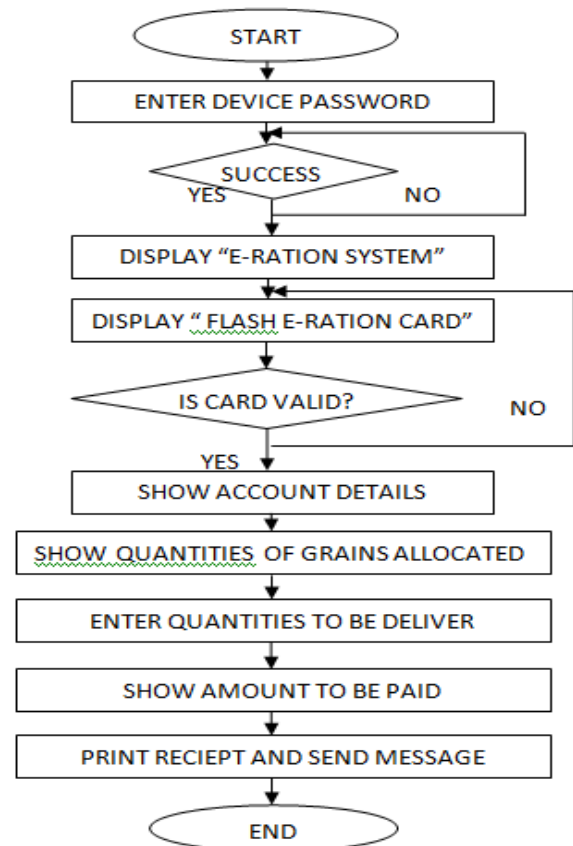 START
ENTER DEVICE PASSWORD
SUCCESS
YES NO
DISPLAY “E-RATION SYSTEM”
DISPLAY “ FLASH E-RATION CARD”
IS CARD VALID?
NO
YES
SHOW ACCOUNT DETAILS
SHOW QUANTITIES OF GRAINS ALLOCATED
ENTER QUANTITIES TO BE DELIVER
SHOW AMOUNT TO BE PAID
PRINT RECIEPT AND SEND MESSAGE
END